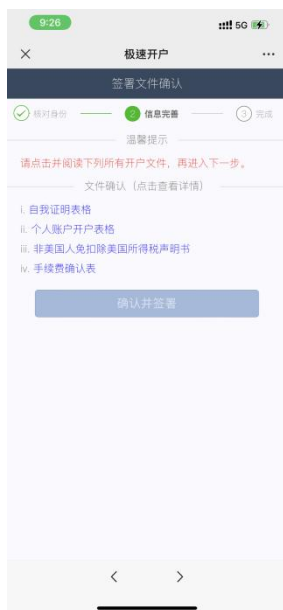 9:26
5G
极速开户
签署文件确认
核对身份 2 信息完善 3 完成
温馨提示
请点击并阅读下列所有开户文件，再进入下一步。
文件确认（点击查看详情）
i. 自我证明表格
ii. 个人账户开户表格
iii. 非美国人免扣除美国所得税声明书
iv. 手续费确认表
确认并签署